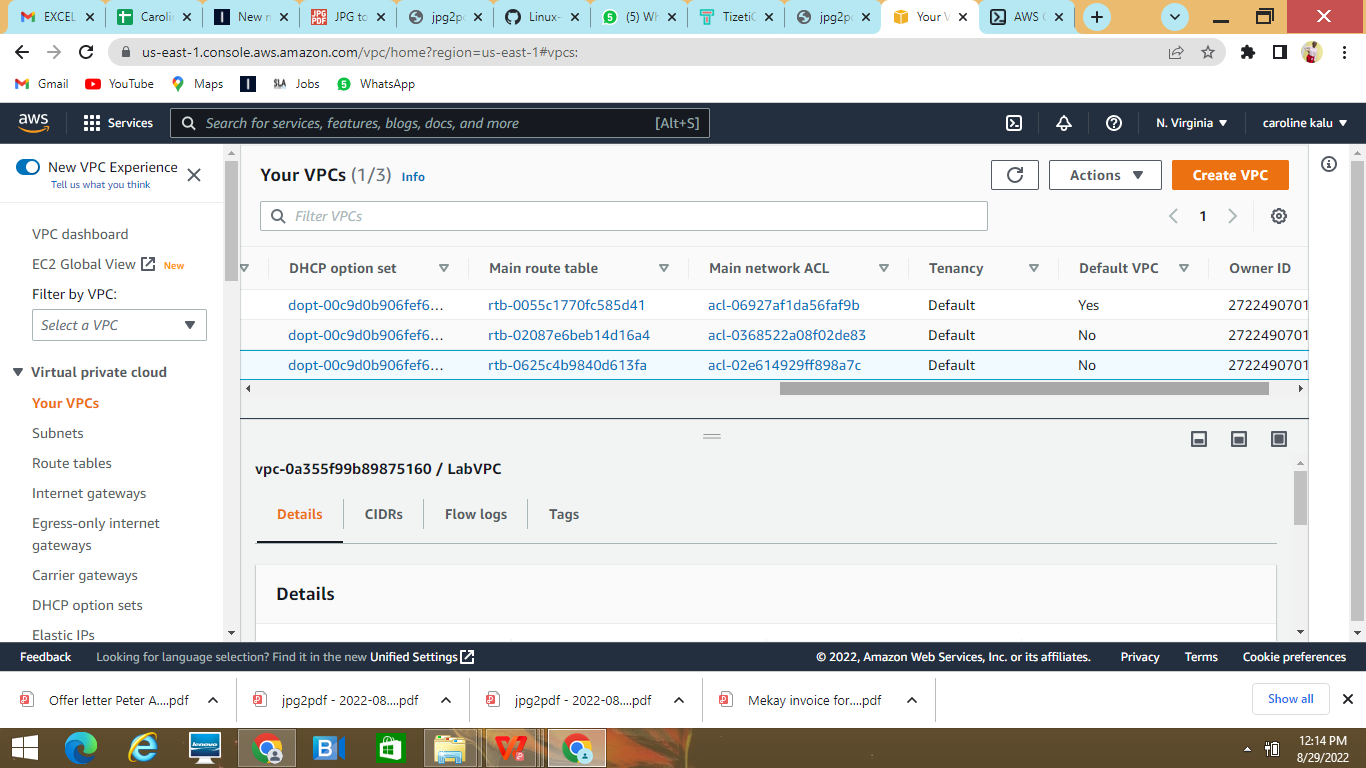 EXCEL
Carolin
New n
JPG to
jpg2p
Linux-
(5) Wh
Tizeti
jpg2p
Your V
AWS
us-east-1.console.aws.amazon.com/vpc/home?region=us-east-1#vpcs:
Gmail YouTube Maps SLA Jobs WhatsApp
aws Services Search for services, features, blogs, docs, and more [Alt+S] N. Virginia caroline kalu
New VPC Experience
Tell us what you think
VPC dashboard
EC2 Global View New
Filter by VPC:
Select a VPC
Virtual private cloud
Your VPCs
Subnets
Route tables
Internet gateways
Egress-only internet
gateways
Carrier gateways
DHCP option sets
Elastic IPs
Your VPCs (1/3) Info
Actions Create VPC
Filter VPCs
1
DHCP option set Main route table Main network ACL Tenancy Default VPC Owner ID
dopt-00c9d0b906fef6... rtb-0055c1770fc585d41 acl-06927af1da56faf9b Default Yes 2722490701
dopt-00c9d0b906fef6... rtb-02087e6beb14d16a4 acl-0368522a08f02de83 Default No 2722490701
dopt-00c9d0b906fef6... rtb-0625c4b9840d613fa acl-02e614929ff898a7c Default No 2722490701
vpc-0a355f99b89875160 / LabVPC
Details CIDRs Flow logs Tags
Details
Feedback Looking for language selection? Find it in the new Unified Settings © 2022, Amazon Web Services, Inc. or its affiliates. Privacy Terms Cookie preferences
Offer letter Peter A....pdf jpg2pdf - 2022-08....pdf jpg2pdf - 2022-08....pdf Mekay invoice for....pdf Show all
lenovo
12:14 PM
8/29/2022